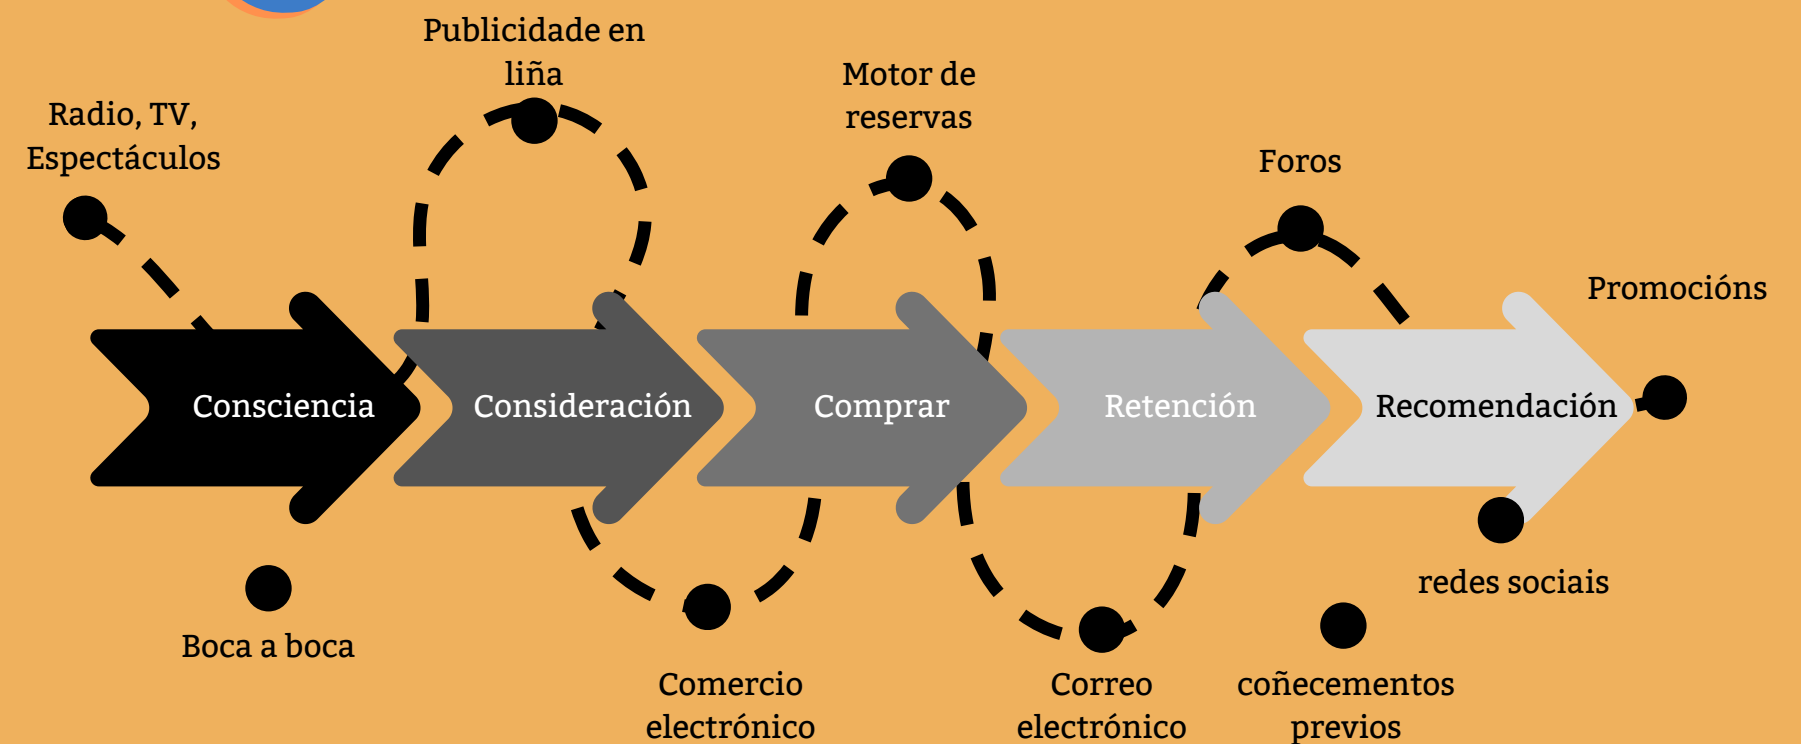 Publicidade en
liña
Radio, TV,
Espectáculos
Motor de
reservas
Foros
Promocións
Consciencia
Consideración
Comprar
Retención
Recomendación
Boca a boca
Comercio
electrónico
Correo
electrónico
coñecementos
previos
redes sociais